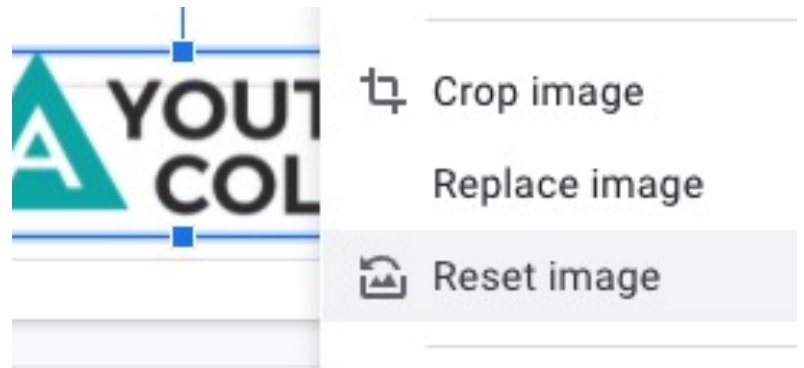 A
YOUT
COL
Crop image
Replace image
Reset image